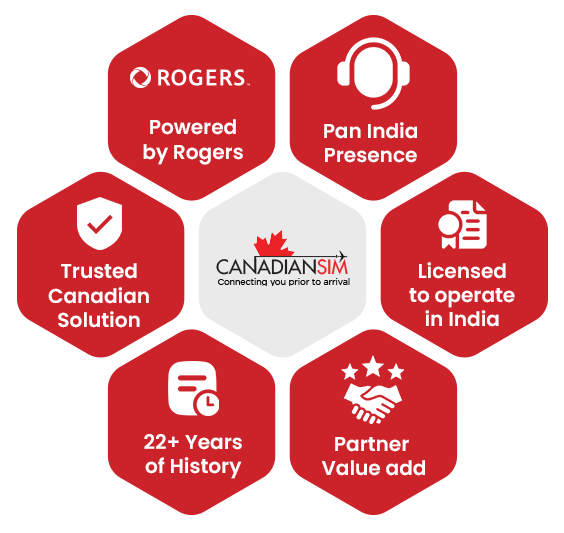 ROGERS™
Powered
by Rogers
Pan India
Presence
Trusted
Canadian
Solution
CANADIANSIM
Connecting you prior to arrival
Licensed
to operate
in India
22+ Years
of History
Partner
Value add